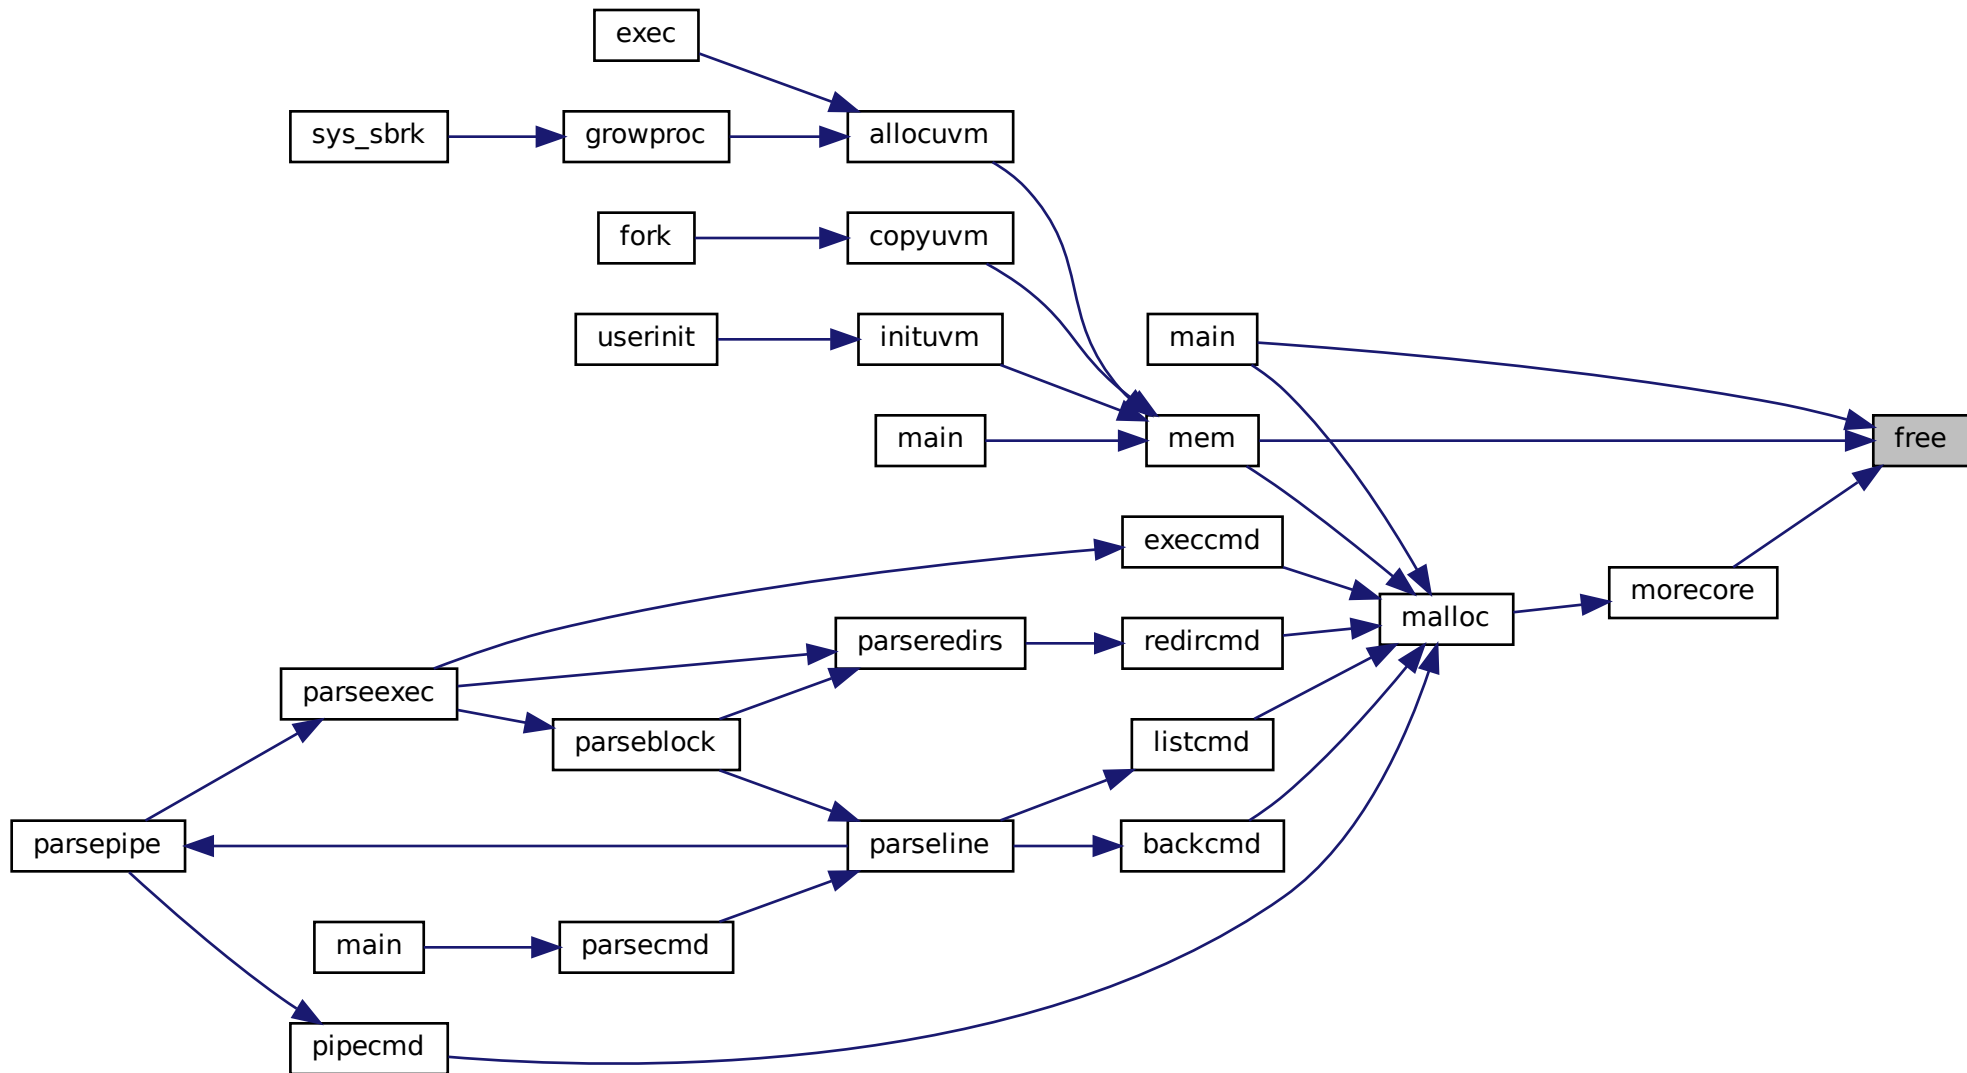 exec
sys_sbrk
growproc
allocuvm
fork
copyuvm
userinit
inituvm
main
main
mem
free
execcmd
morecore
malloc
parseredirs
redircmd
parseexec
parseblock
listcmd
parsepipe
parseline
backcmd
main
parsecmd
pipecmd